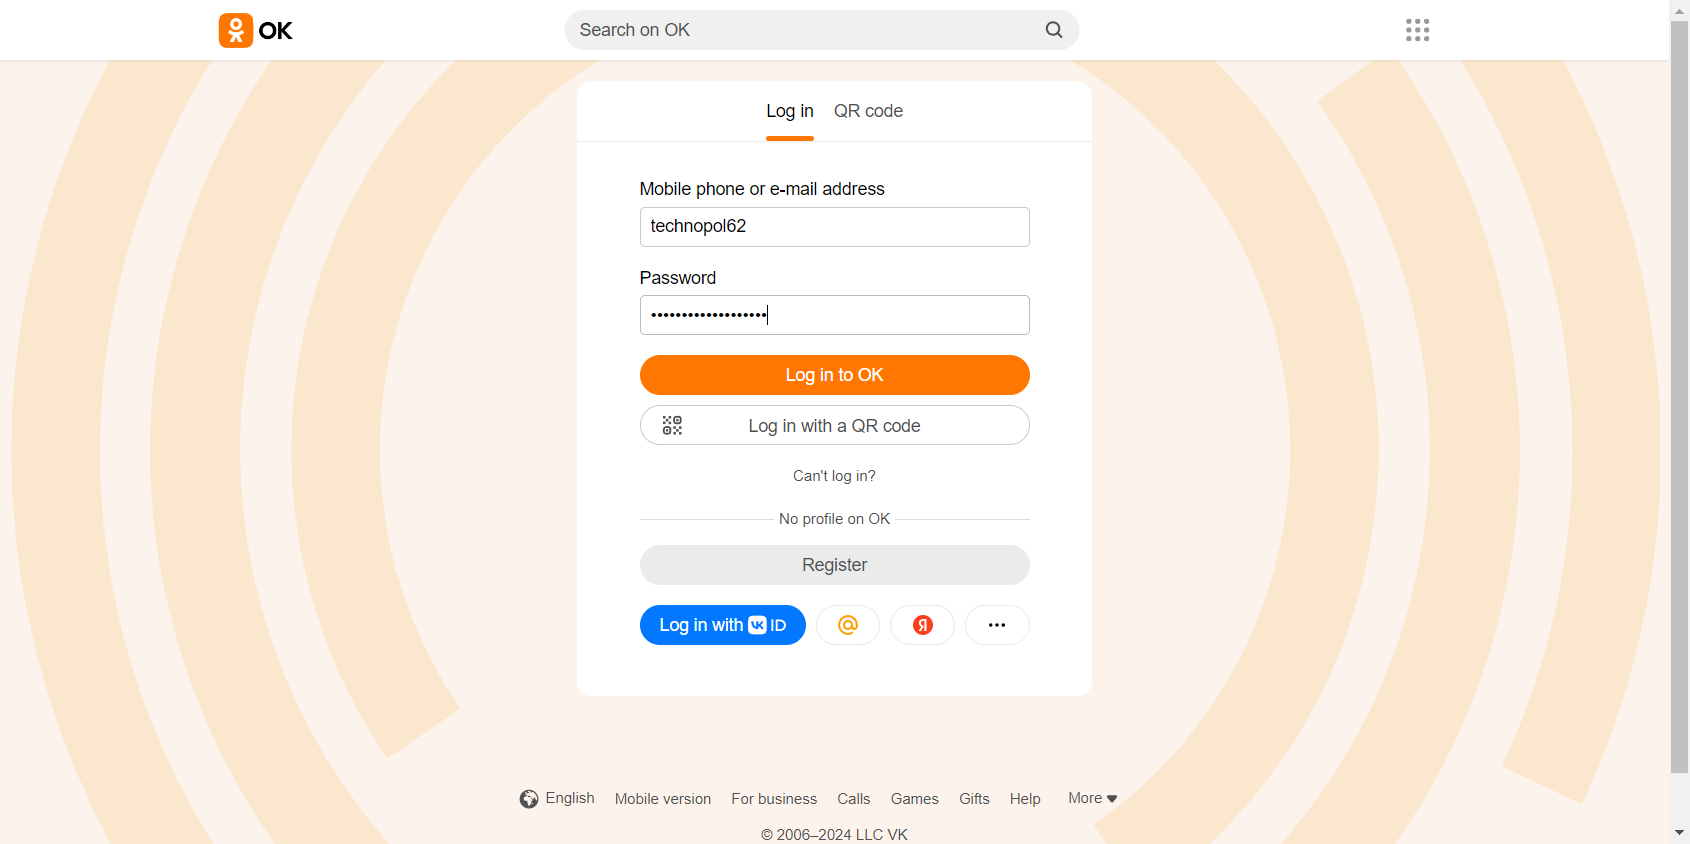 OK
Search on OK
Log in QR code
Mobile phone or e-mail address
technopol62
Password
•••••••••••••••••••
Log in to OK
Log in with a QR code
Can't log in?
No profile on OK
Register
Log in with VK ID
English Mobile version For business Calls Games Gifts Help More
© 2006–2024 LLC VK